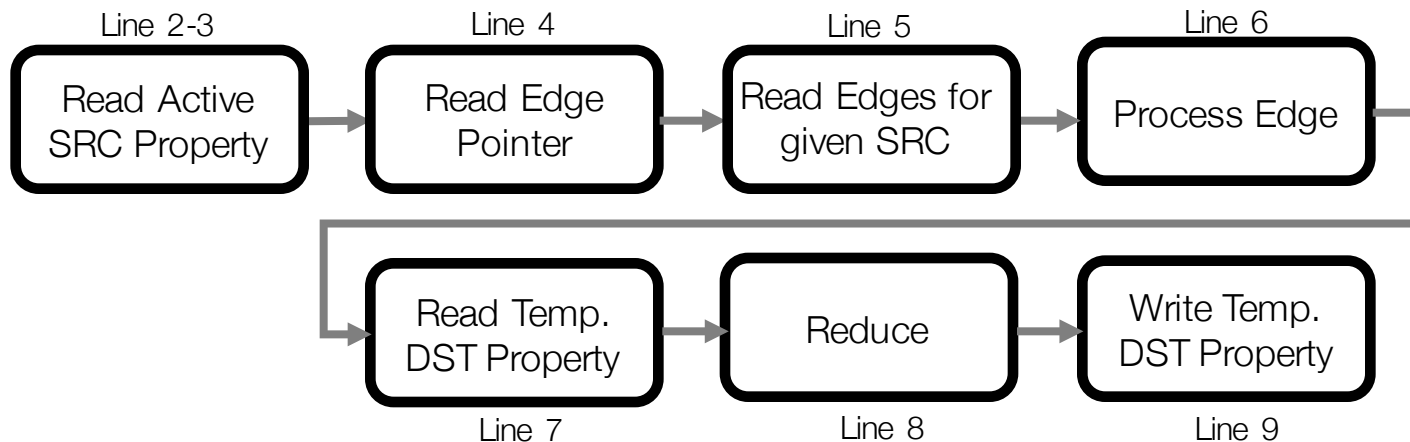 Line 2-3
Line 4
Line 5
Line 6
Read Active
SRC Property
Read Edge
Pointer
Read Edges for
given SRC
Process Edge
Read Temp.
DST Property
Reduce
Write Temp.
DST Property
Line 7
Line 8
Line 9